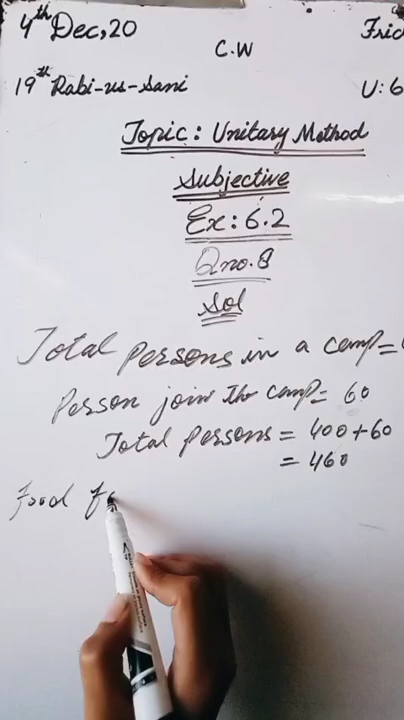 4th Dec, 20
C.W
19th Rabi-us-Sani
U: 6
Topic: Unitary Method
Subjective
Ex: 6.2
Q no. 8
Sol
Total persons in a camp =
Person join the camp = 60
Total persons = 400 + 60
= 460
food